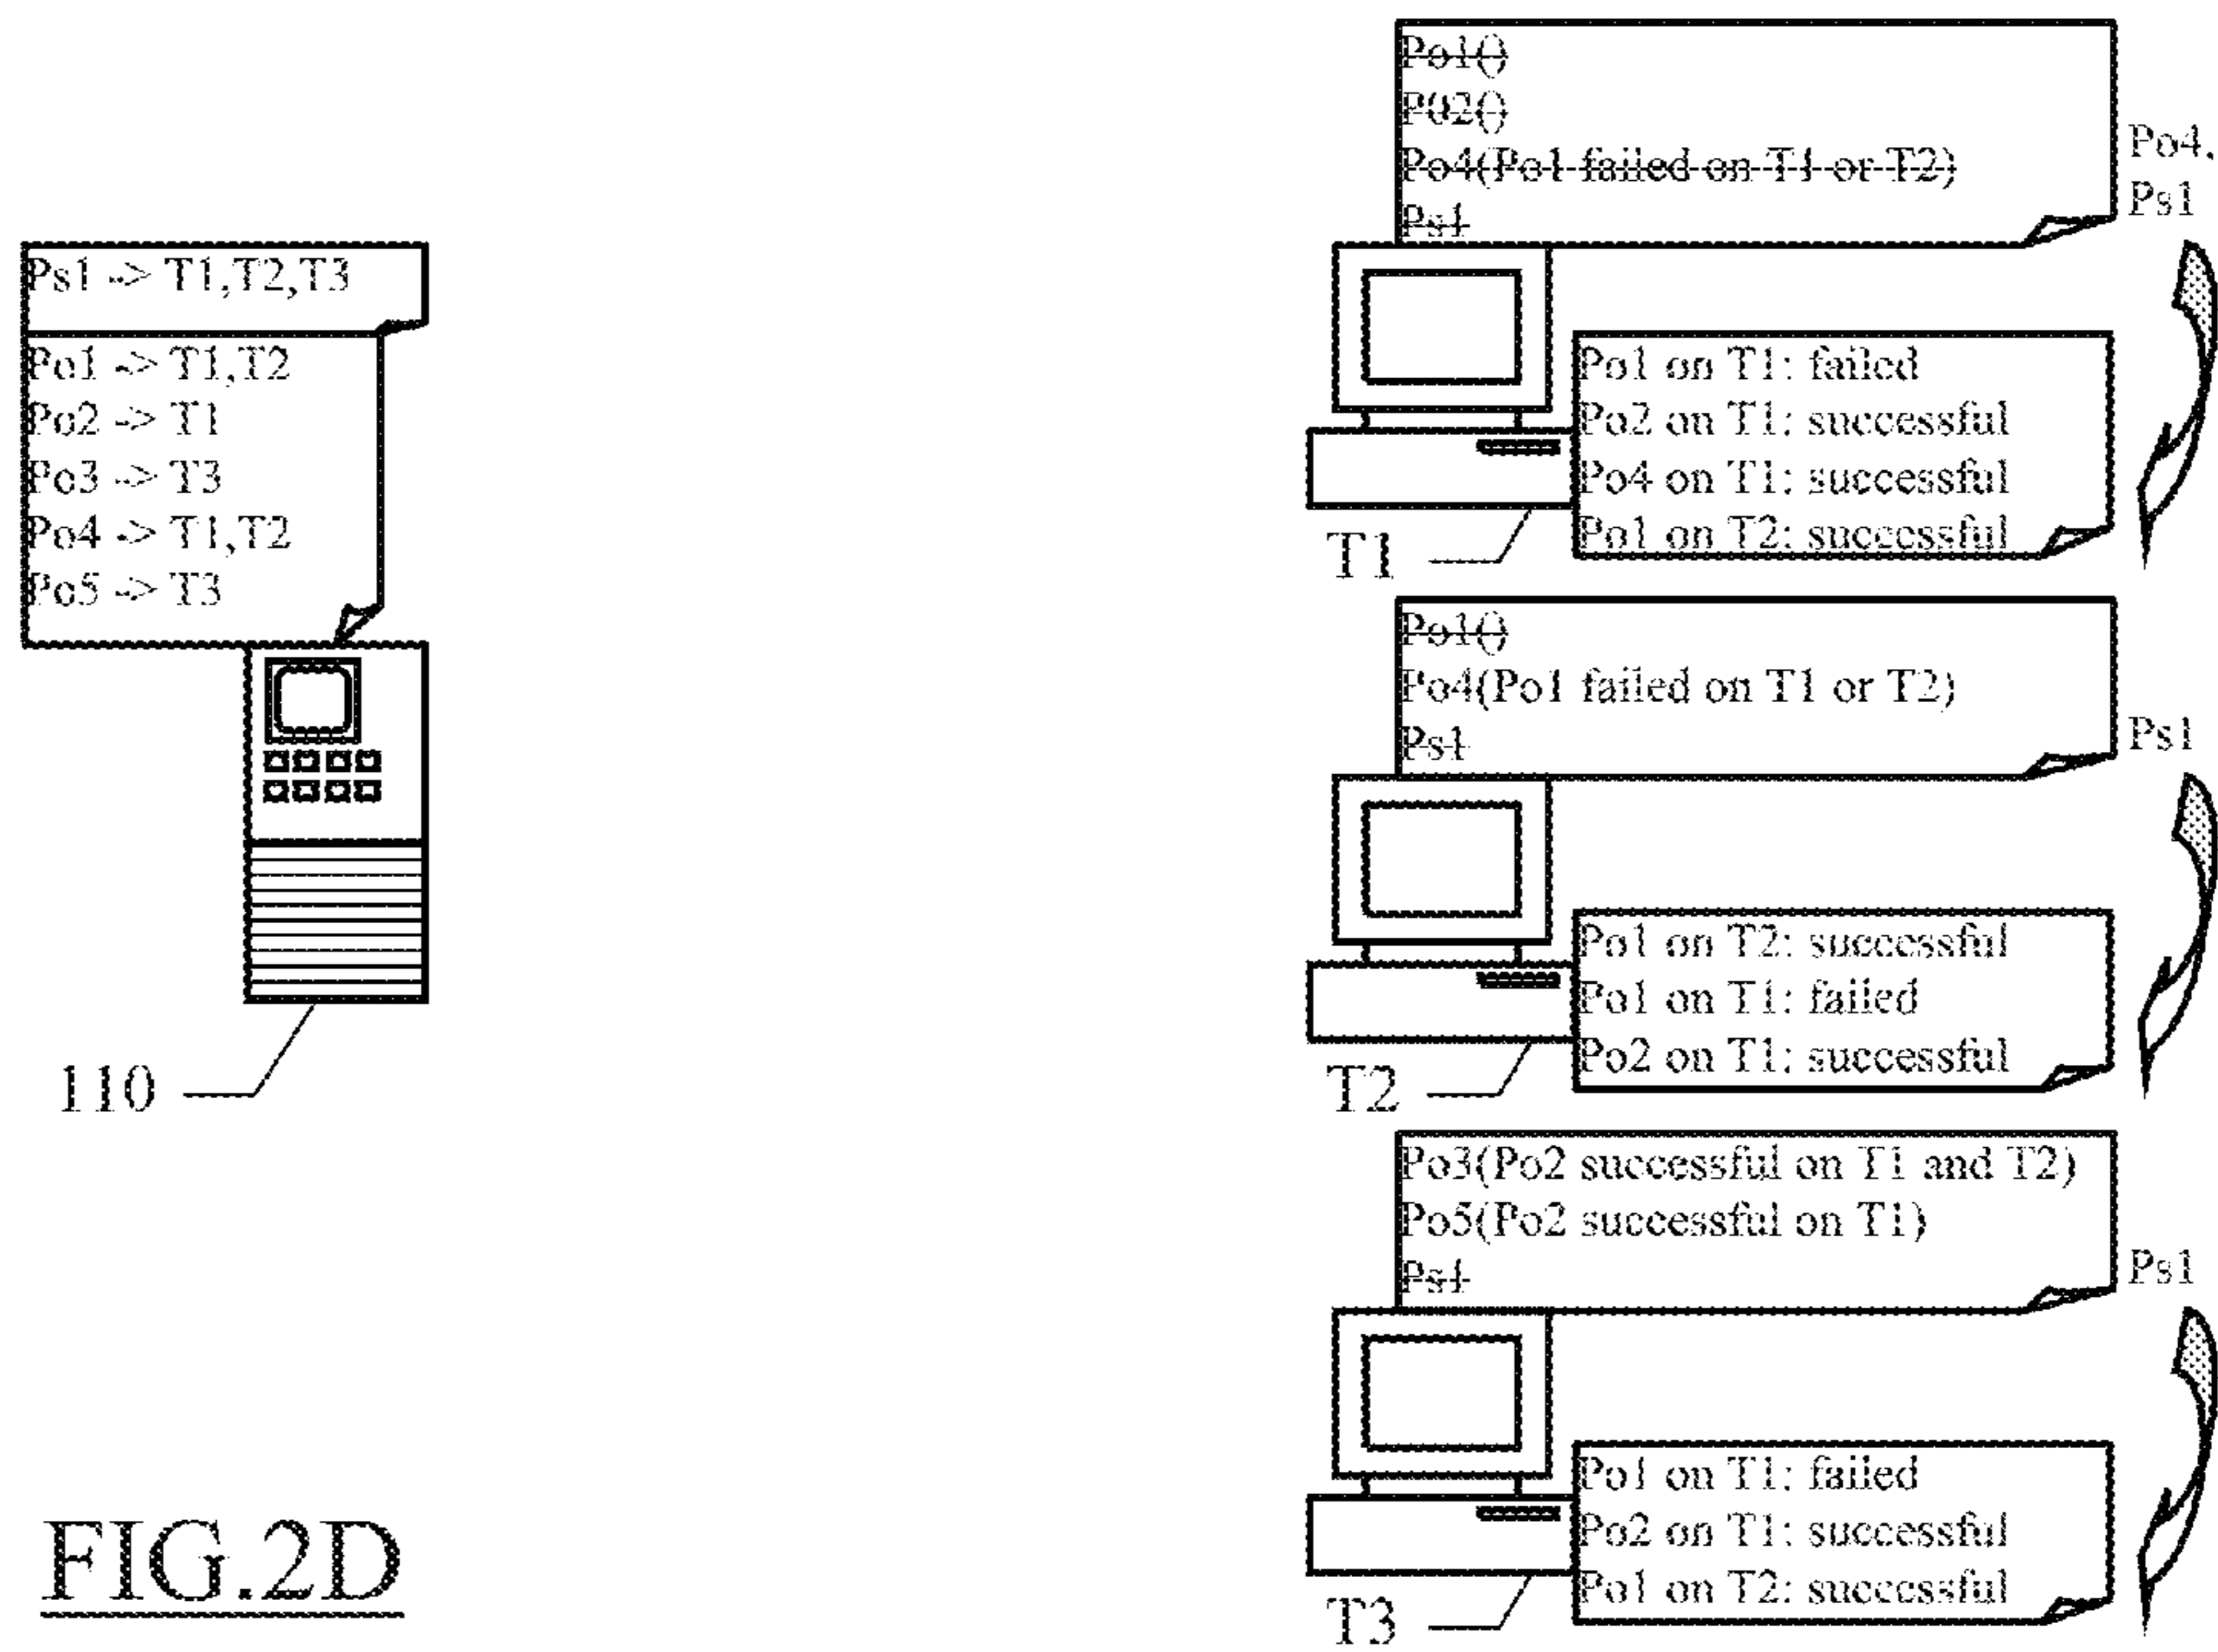 Ps1 -> T1,T2,T3
Po1 -> T1,T2
Po2 -> T1
Po3 -> T3
Po4 -> T1,T2
Po5 -> T3
110
FIG.2D
Po1()
P02()
Po4(Po1 failed on T1 or T2)
Ps1
Po4,
Ps1
Po1 on T1: failed
Po2 on T1: successful
Po4 on T1: successful
Po1 on T2: successful
T1
Po1()
Po4(Po1 failed on T1 or T2)
Ps1
Ps1
Po1 on T2: successful
Po1 on T1: failed
Po2 on T1: successful
T2
Po3(Po2 successful on T1 and T2)
Po5(Po2 successful on T1)
Ps1
Ps1
Po1 on T1: failed
Po2 on T1: successful
Po1 on T2: successful
T3